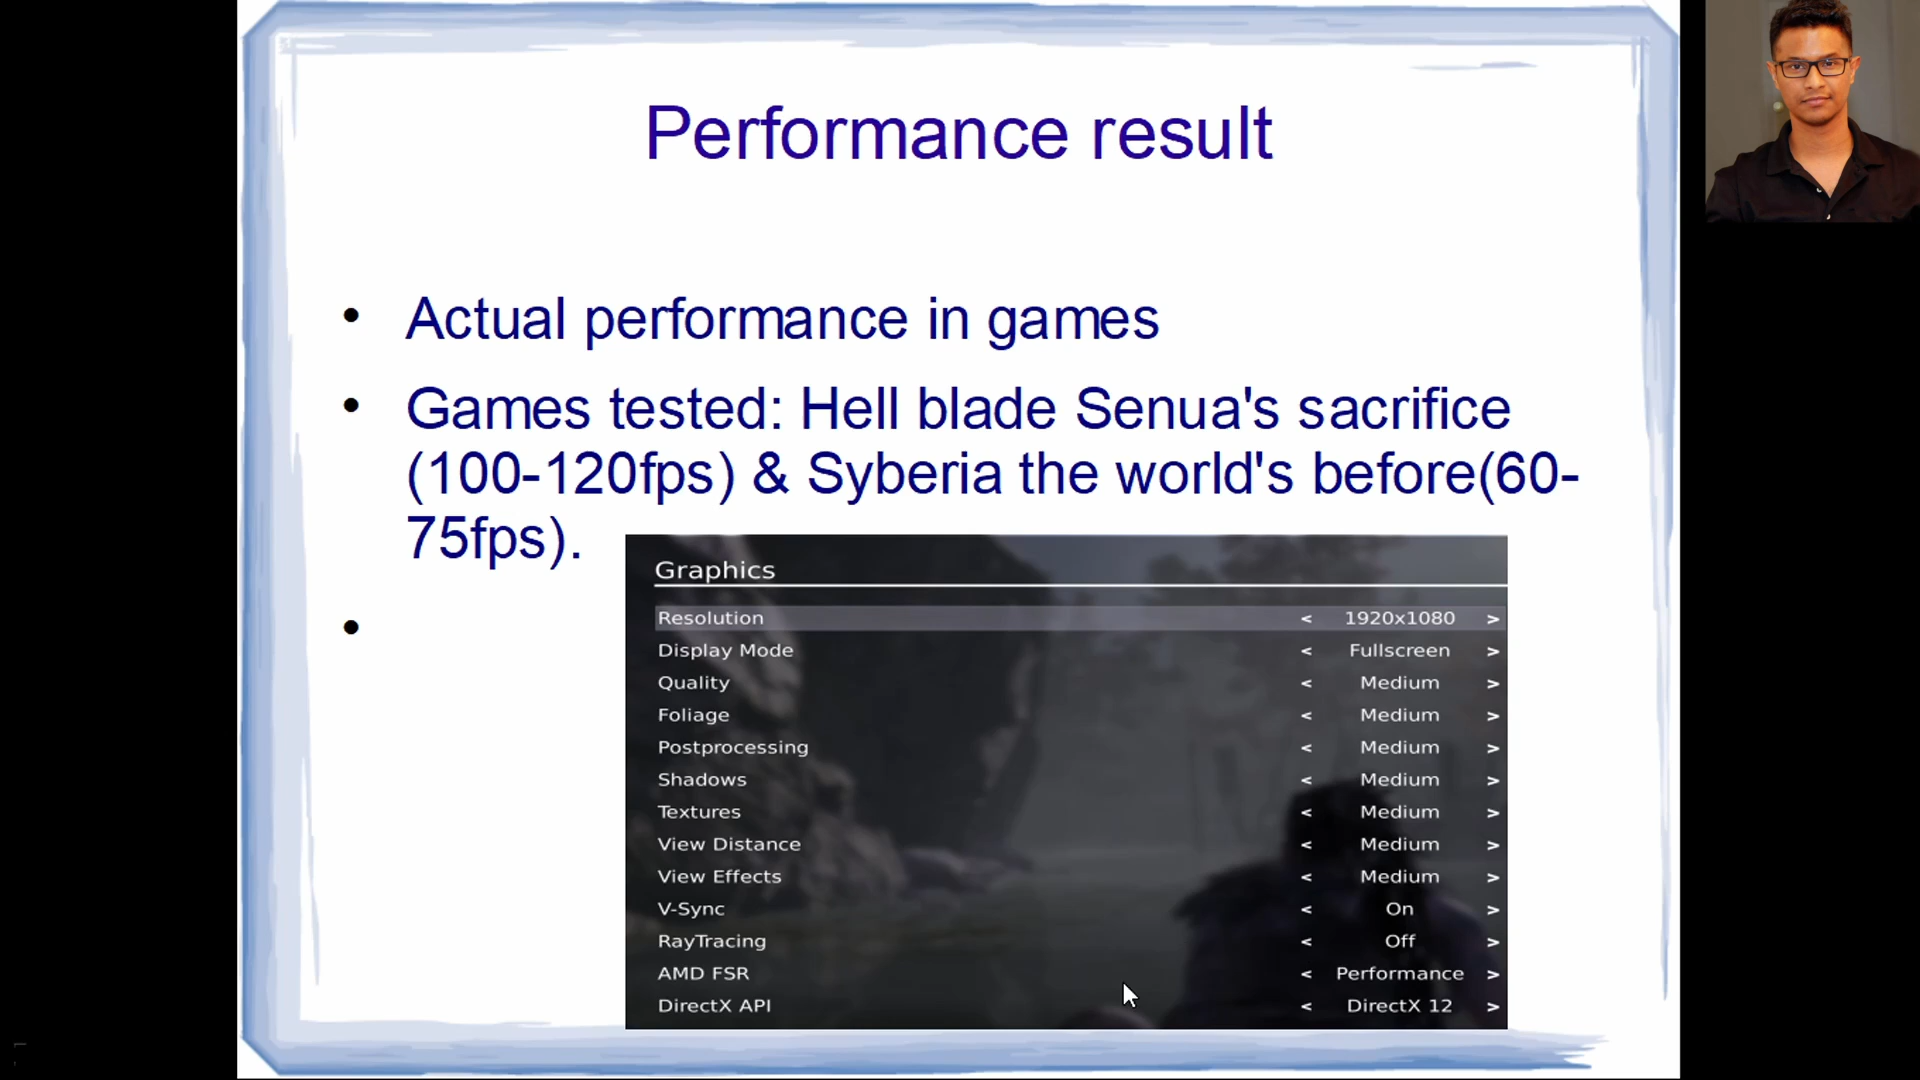 Performance result
• Actual performance in games
• Games tested: Hell blade Senua's sacrifice
(100-120fps) & Syberia the world's before(60-
75fps).
•
Graphics
Resolution < 1920x1080 >
Display Mode < Fullscreen >
Quality < Medium >
Foliage < Medium >
Postprocessing < Medium >
Shadows < Medium >
Textures < Medium >
View Distance < Medium >
View Effects < Medium >
V-Sync < On >
RayTracing < Off >
AMD FSR < Performance >
DirectX API < DirectX 12 >